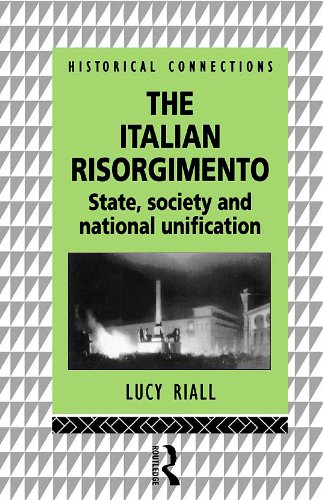 HISTORICAL CONNECTIONS
THE
ITALIAN
RISORGIMENTO
State, society and
national unification
LUCY RIALL
ROUTLEDGE